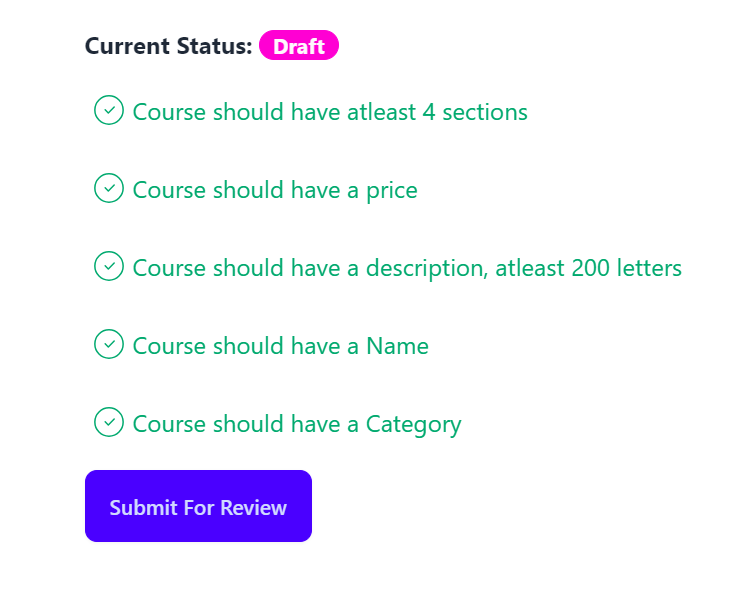 Current Status: Draft
Course should have atleast 4 sections
Course should have a price
Course should have a description, atleast 200 letters
Course should have a Name
Course should have a Category
Submit For Review